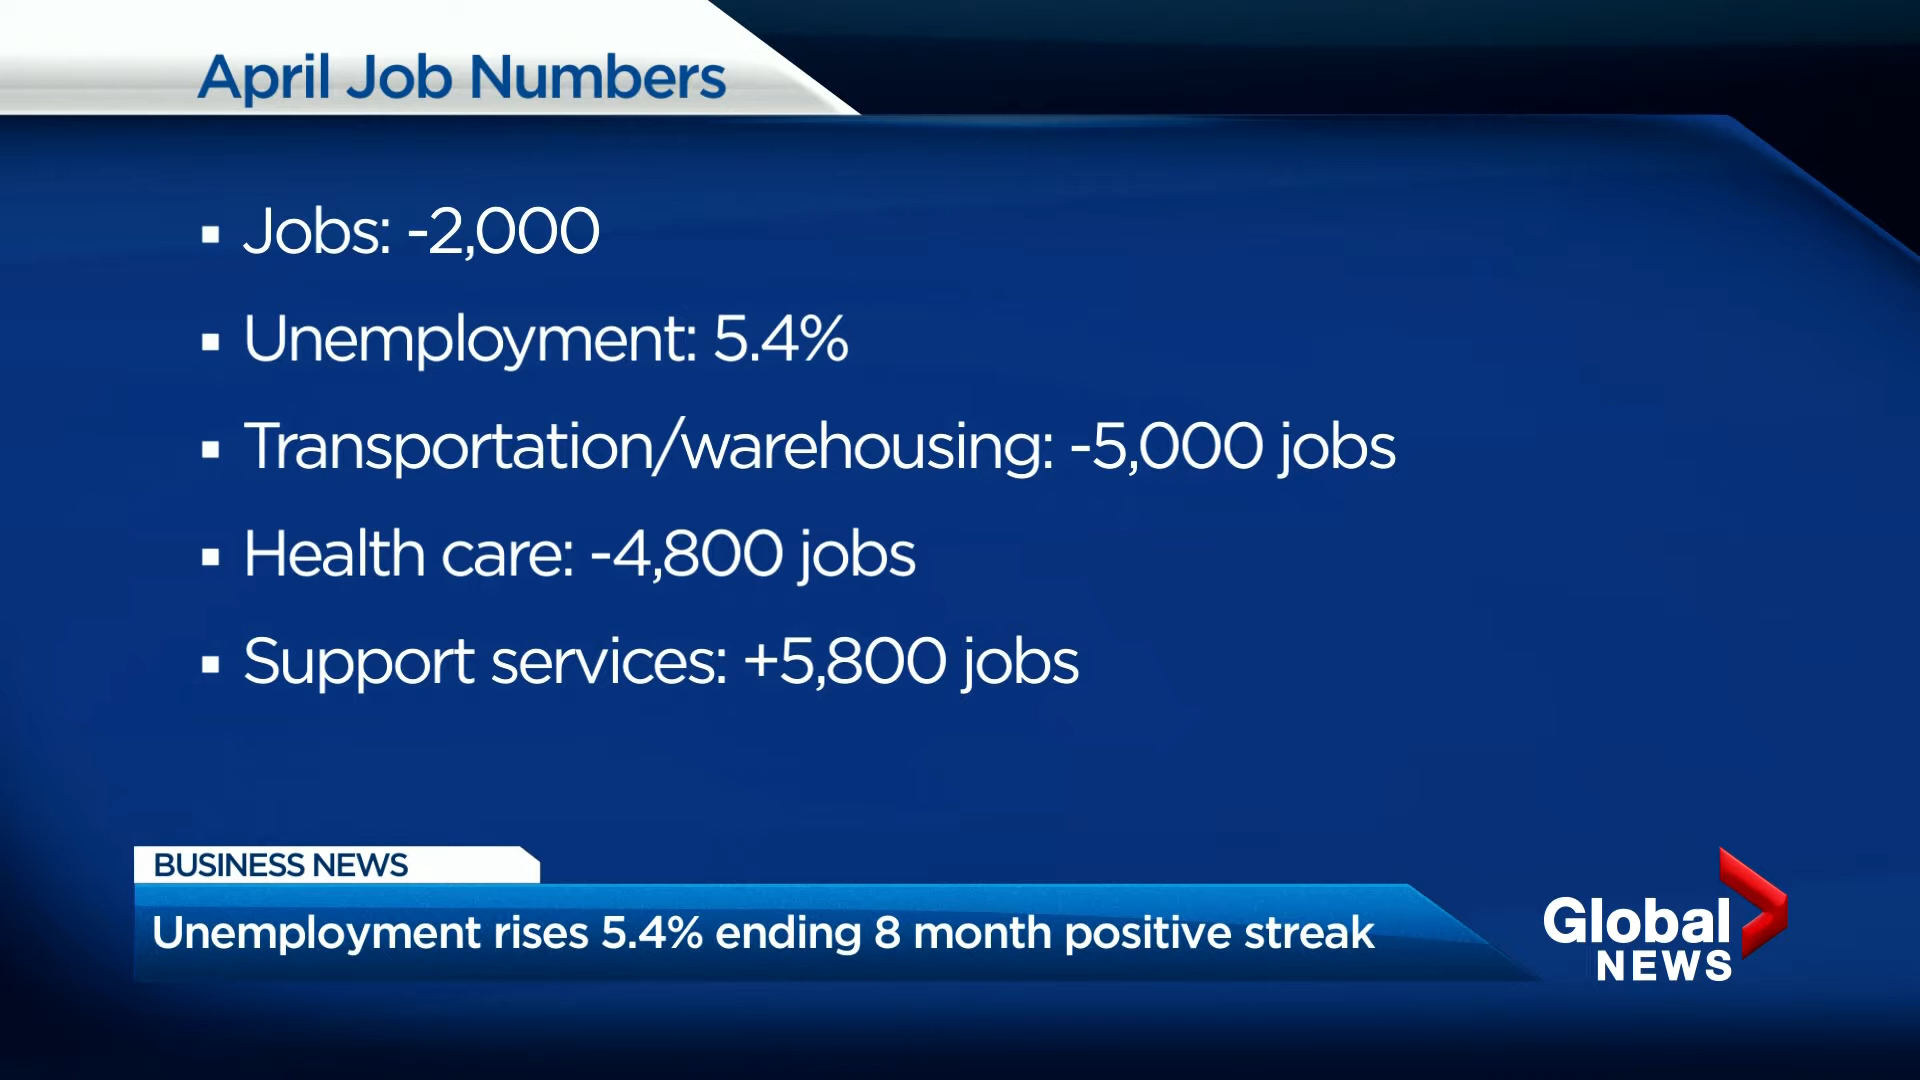 April Job Numbers
▪ Jobs: -2,000
▪ Unemployment: 5.4%
▪ Transportation/warehousing: -5,000 jobs
▪ Health care: -4,800 jobs
▪ Support services: +5,800 jobs
BUSINESS NEWS
Unemployment rises 5.4% ending 8 month positive streak
Global
NEWS